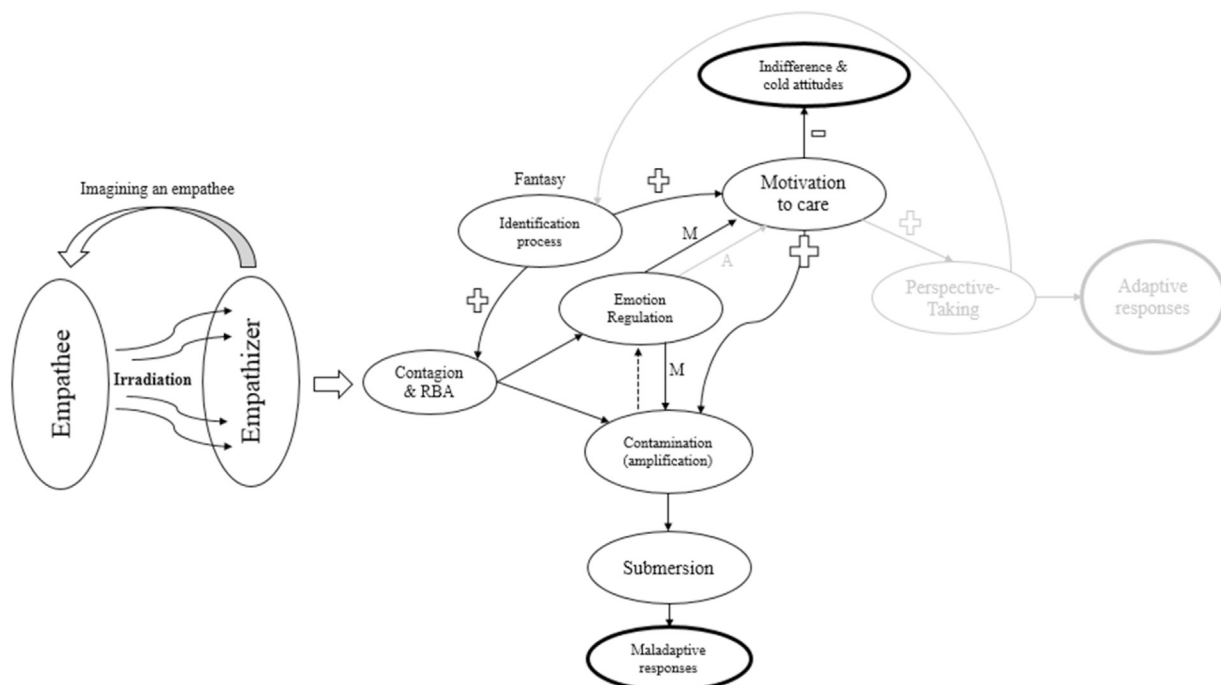 Indifference &
cold attitudes
Imagining an empathee
Fantasy
Identification
process
Motivation
to care
M
A
Empathee
Irradiation
Empathizer
Contagion
& RBA
Emotion
Regulation
Perspective-
Taking
Adaptive
responses
M
Contamination
(amplification)
Submersion
Maladaptive
responses